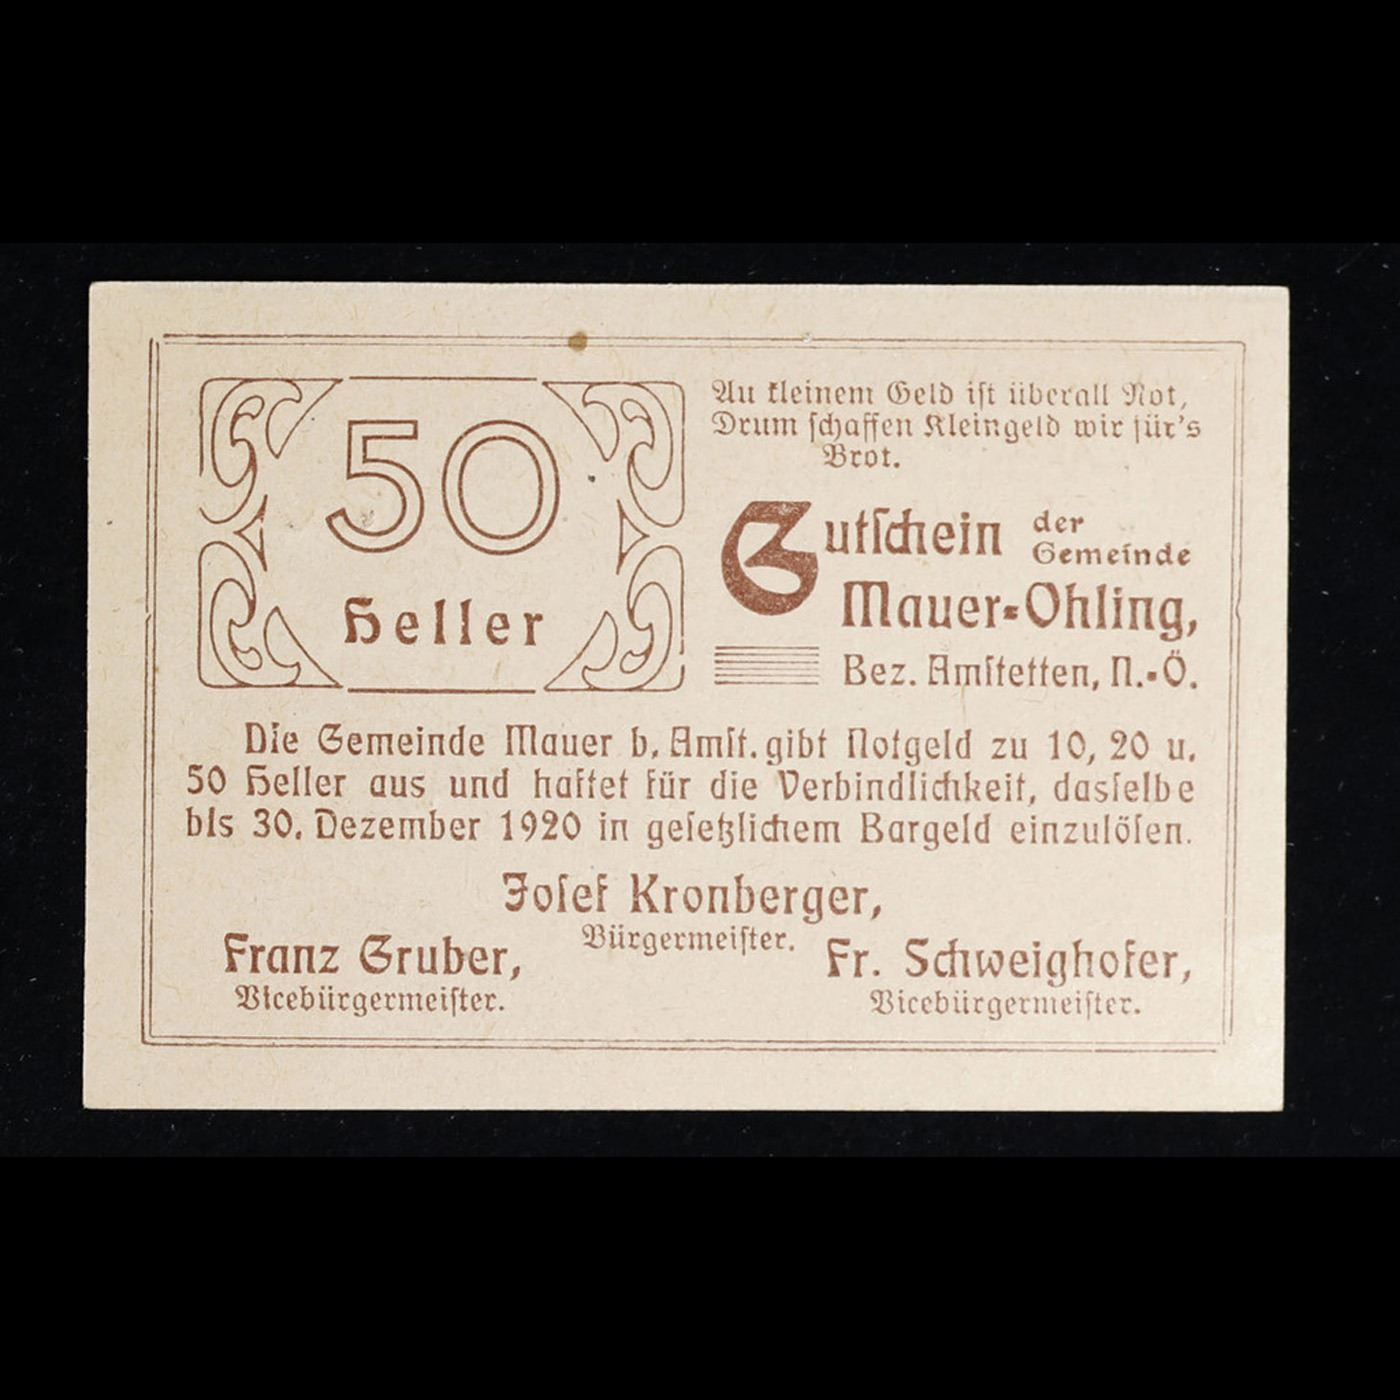 50
Heller
An kleinem Geld ist überall Not,
Drum schaffen Kleingeld wir für's
Brot.
Gutschein der
Gemeinde
Mauer-Ohling,
Bez. Amstetten, N.-Ö.
Die Gemeinde Mauer b. Amst. gibt Notgeld zu 10, 20 u.
50 Heller aus und haftet für die Verbindlichkeit, dasselbe
bis 30. Dezember 1920 in gesetzlichem Bargeld einzulösen.
Josef Kronberger,
Bürgermeister.
Franz Gruber,
Vicebürgermeister.
Fr. Schweighofer,
Vicebürgermeister.